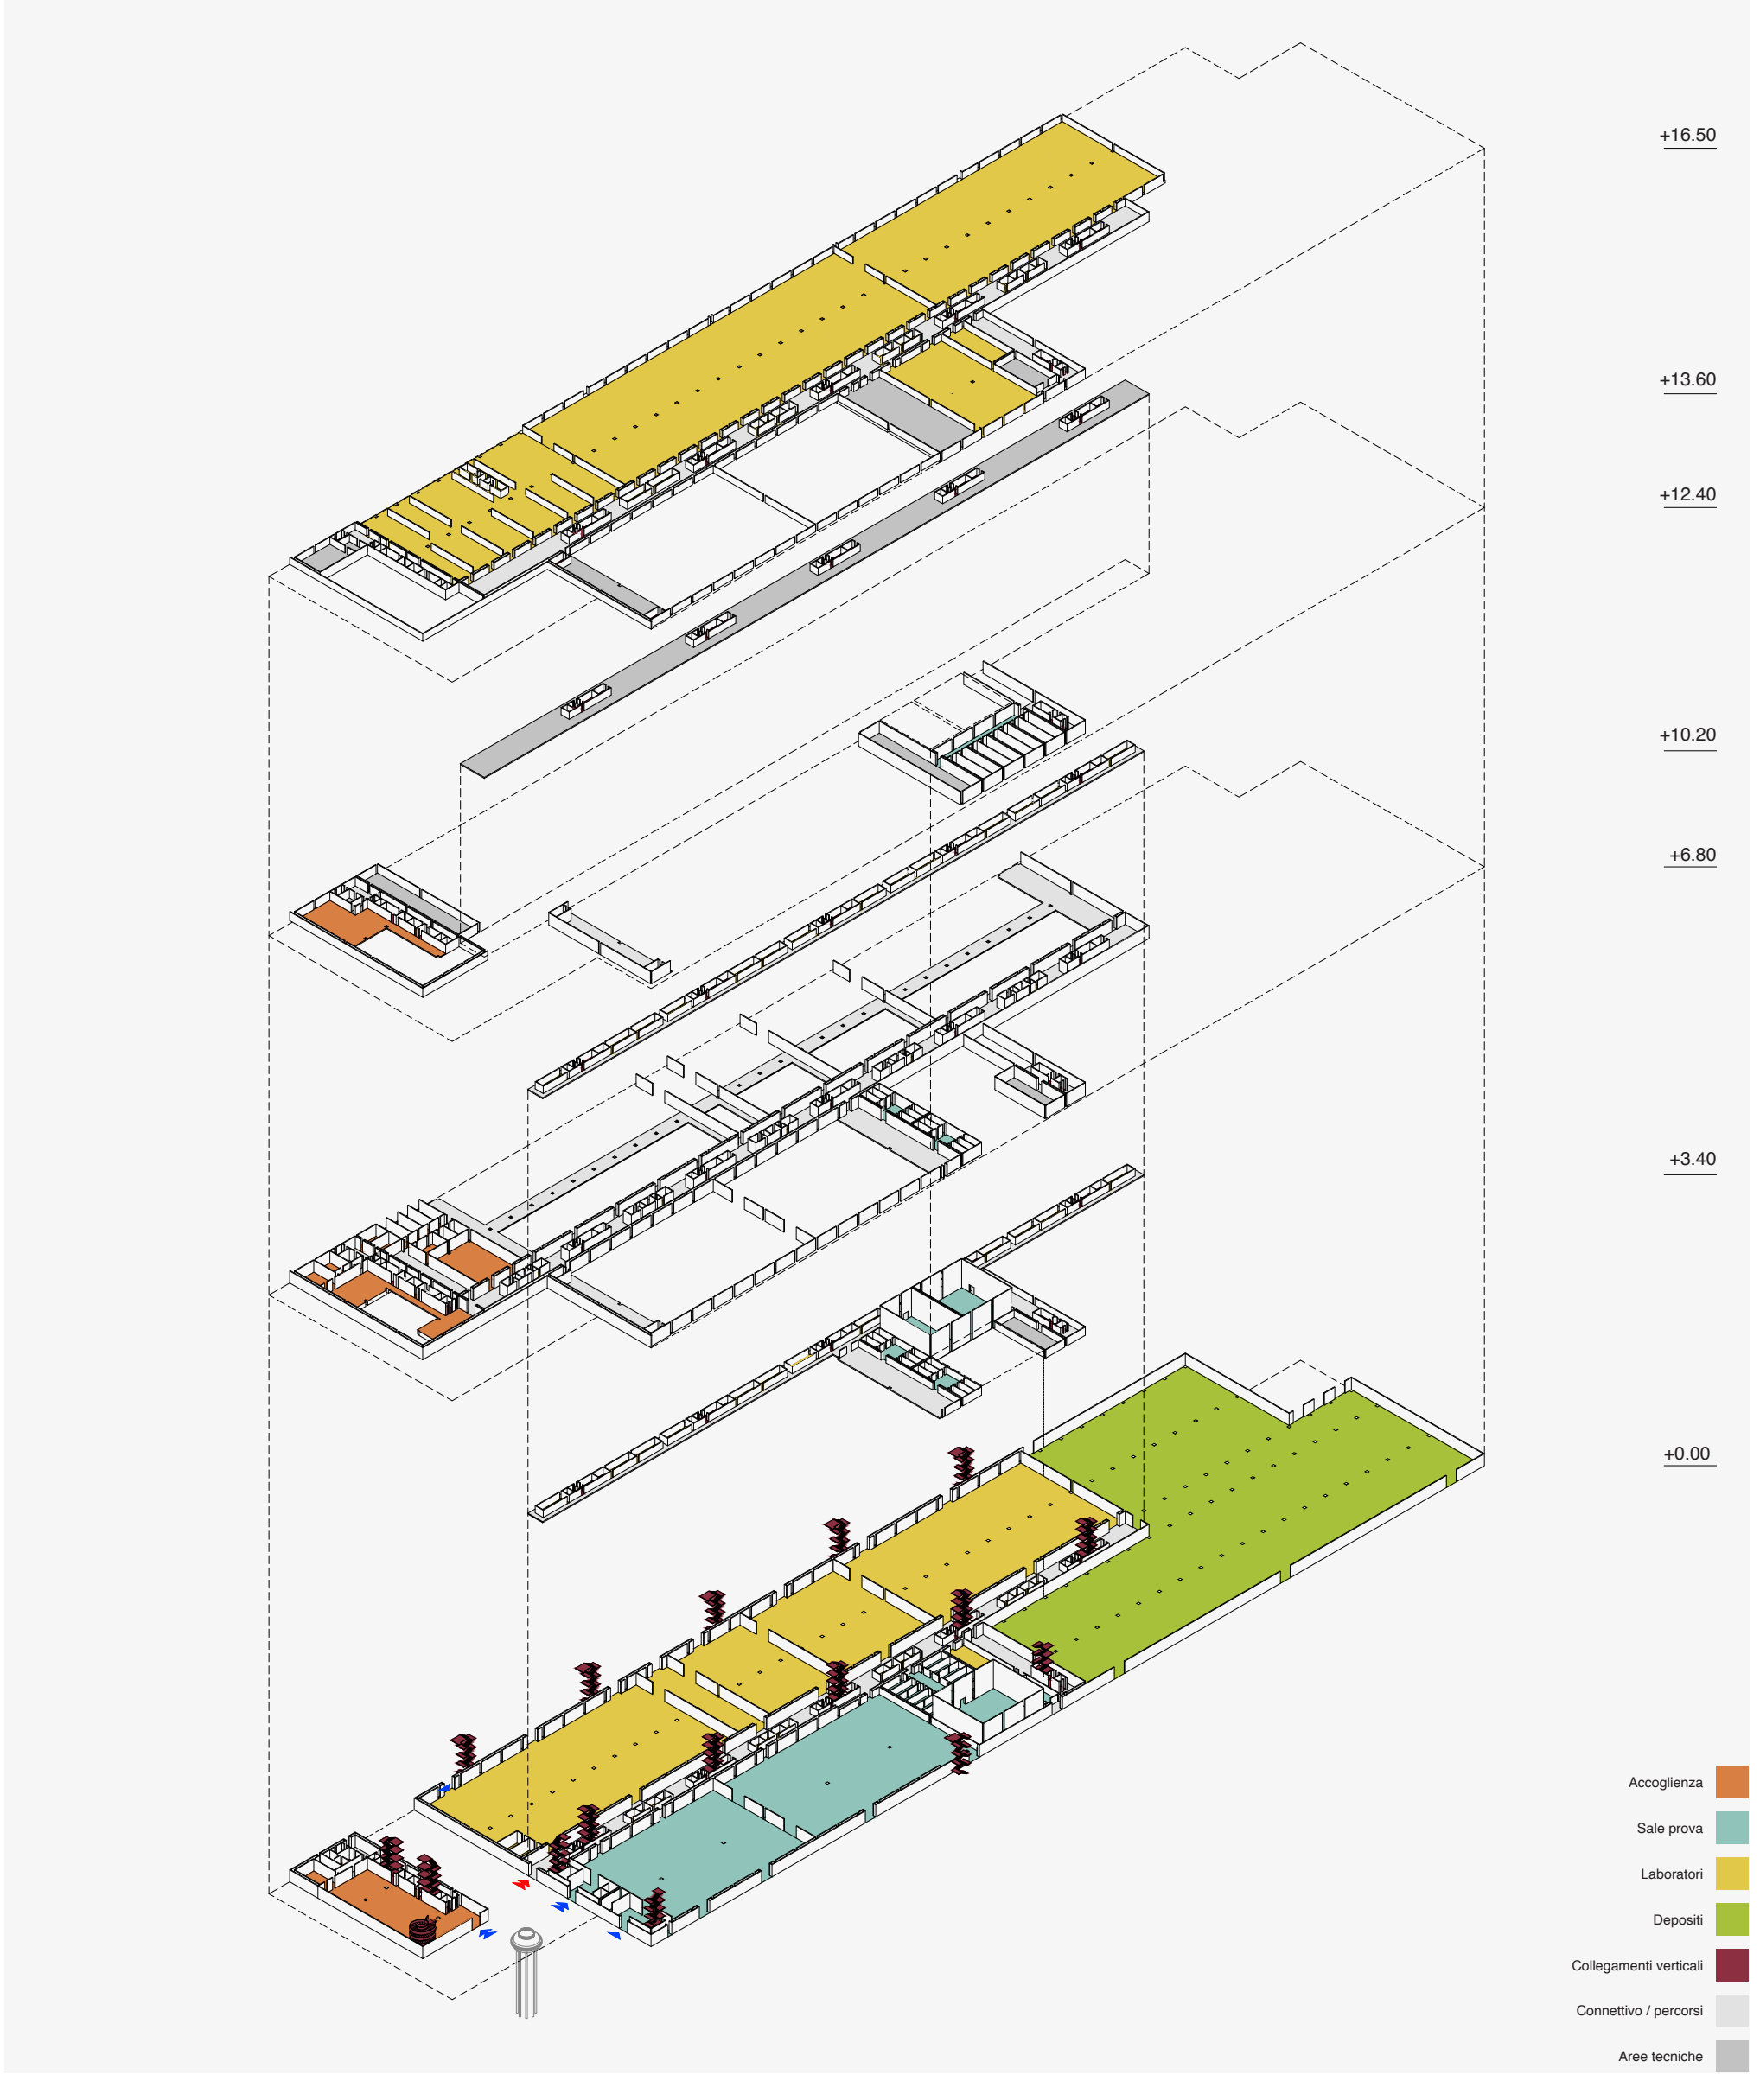 +16.50
+13.60
+12.40
+10.20
+6.80
+3.40
+0.00
Accoglienza
Sale prova
Laboratori
Depositi
Collegamenti verticali
Connettivo / percorsi
Aree tecniche